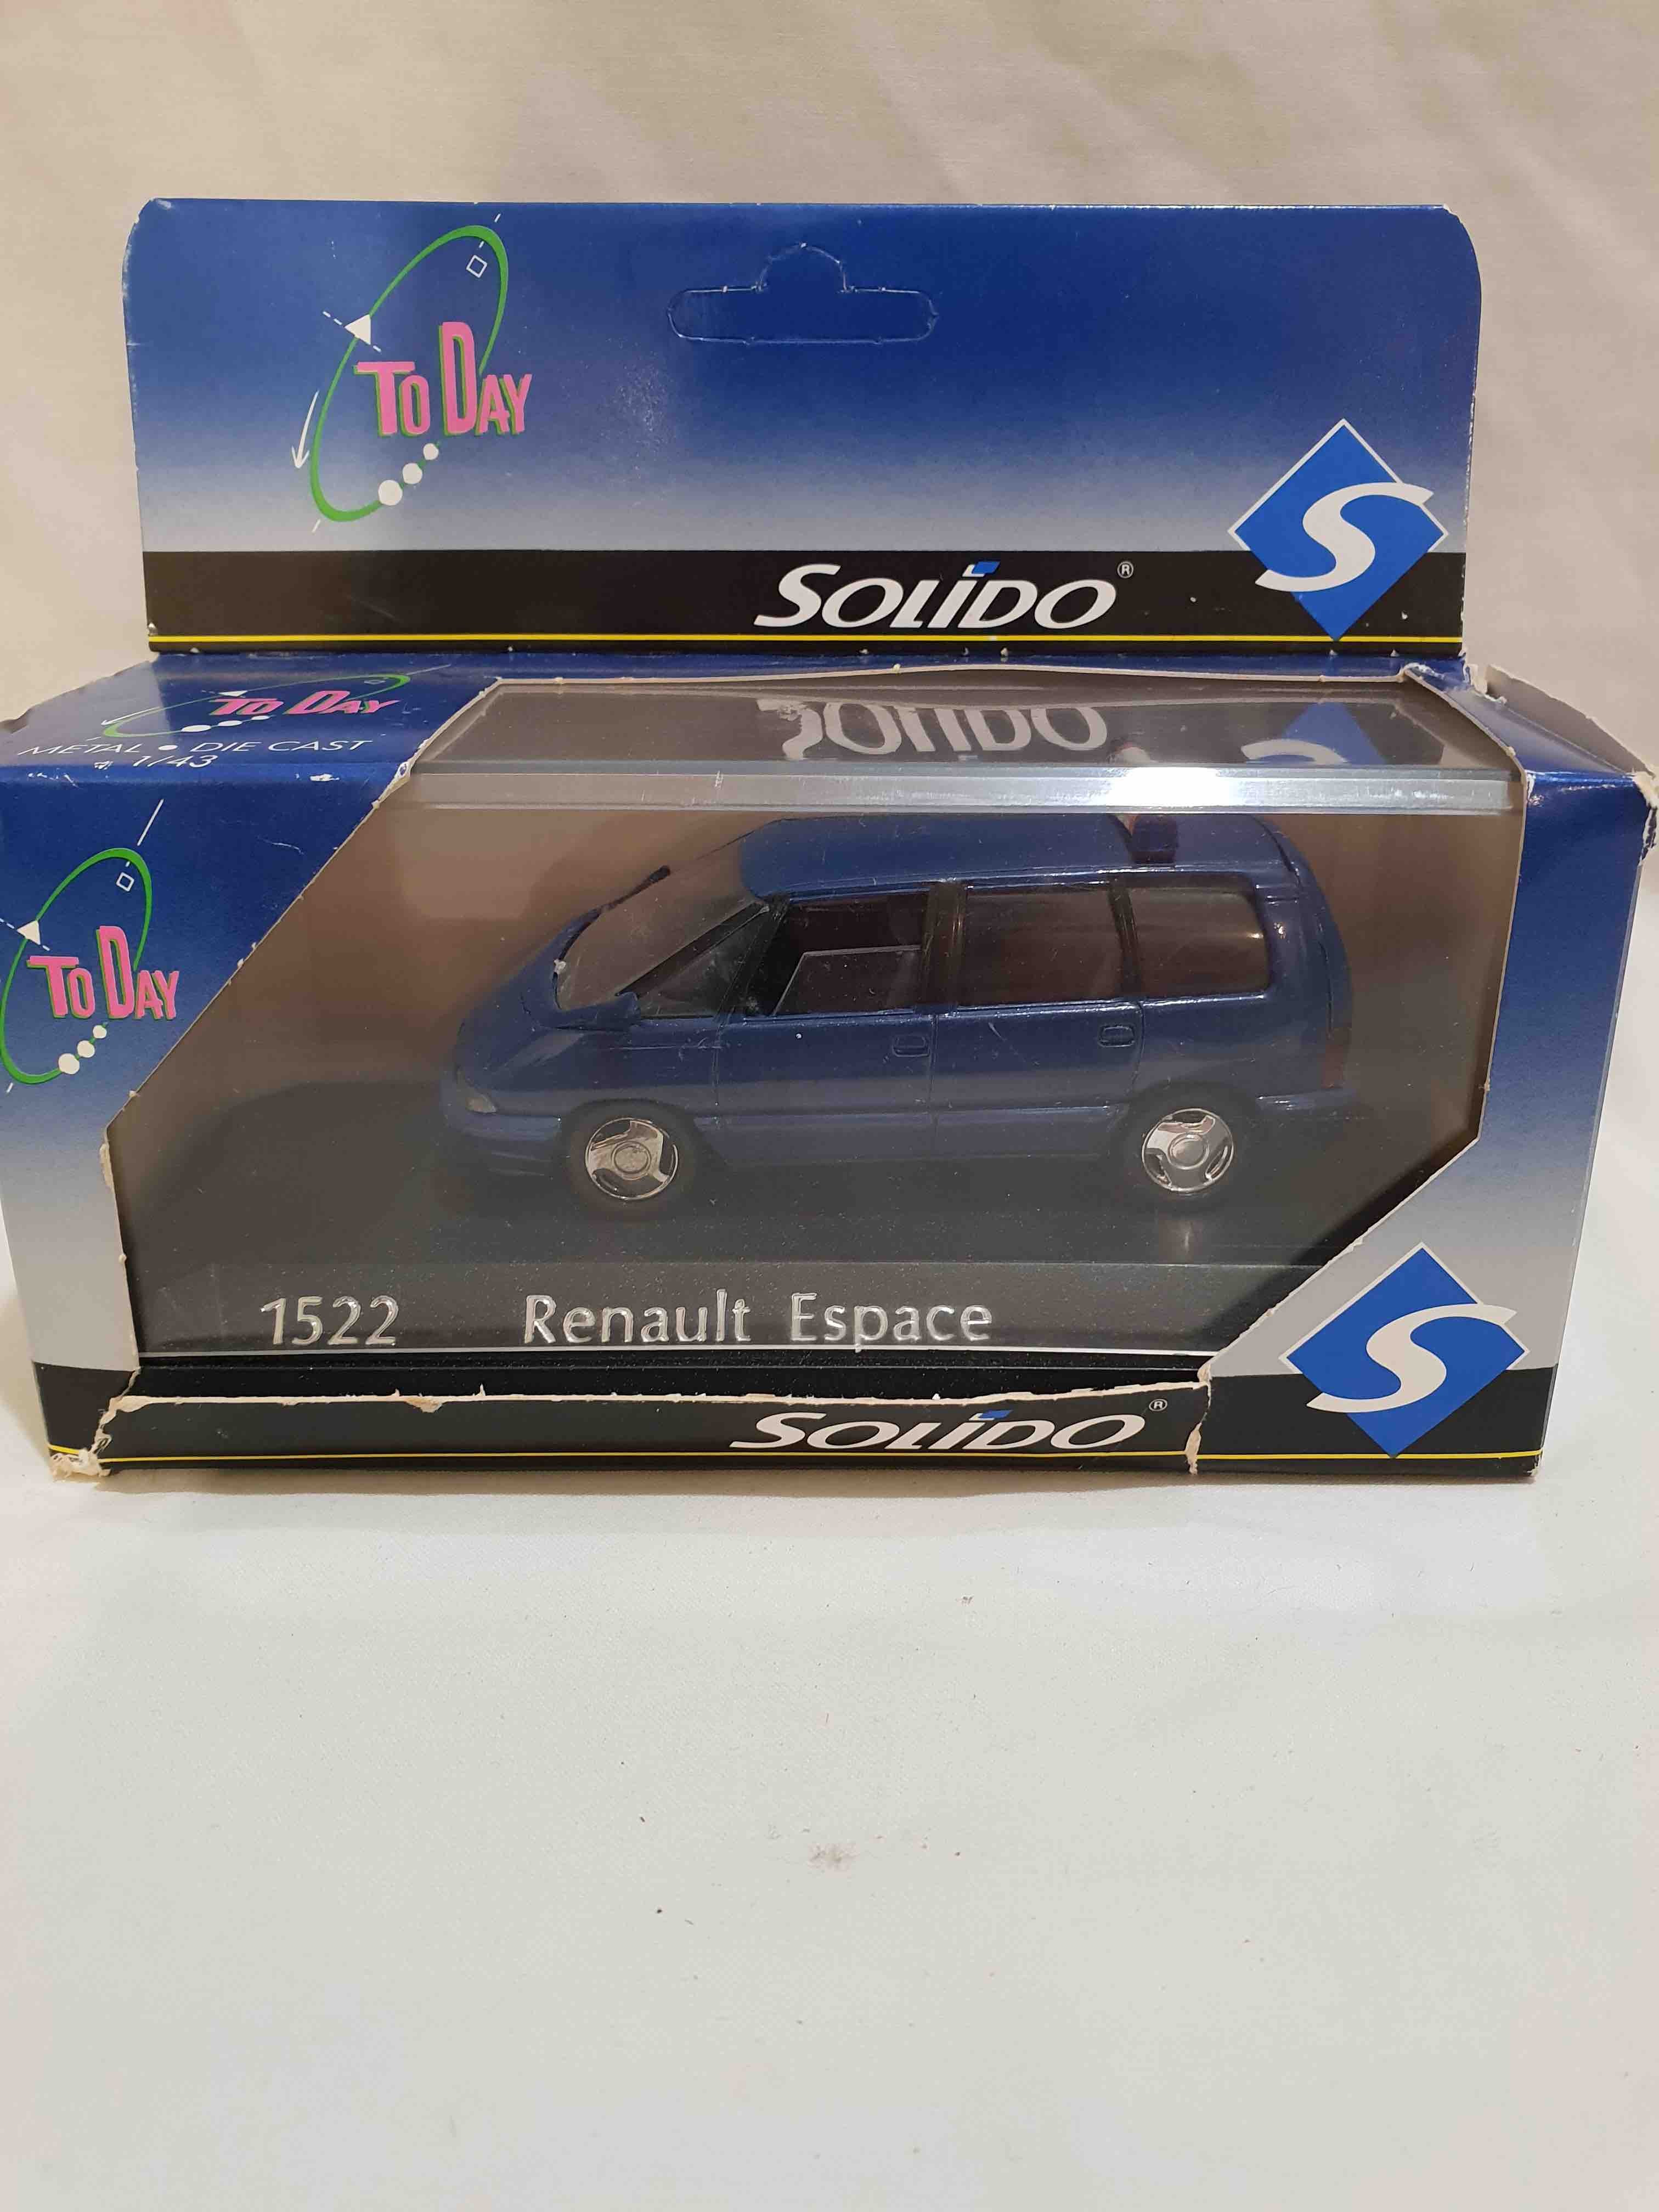 TO DAY
SOLIDO®
S
TO DAY
METAL • DIE CAST
1/43
SOLIDO
TO DAY
1522 Renault Espace
S
SOLIDO®